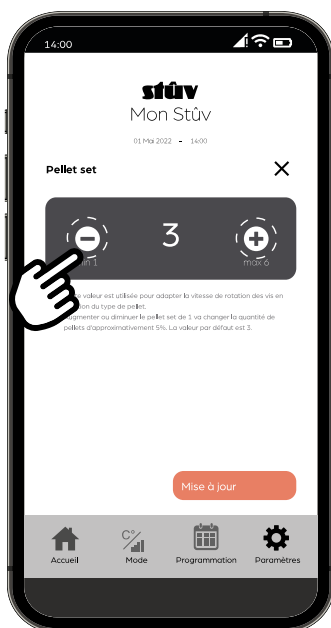 14:00
stûv
Mon Stûv
01 Mai 2022 - 14:00
Pellet set
3
1
max 6
valeur est utilisée pour adapter la vitesse de rotation des vis en
du type de pellet.
augmenter ou diminuer le pellet set de 1 va changer la quantité de
pellets d'approximativement 5%. La valeur par défaut est 3.
Mise à jour
C°/
Accueil
Mode
Programmation
Paramètres